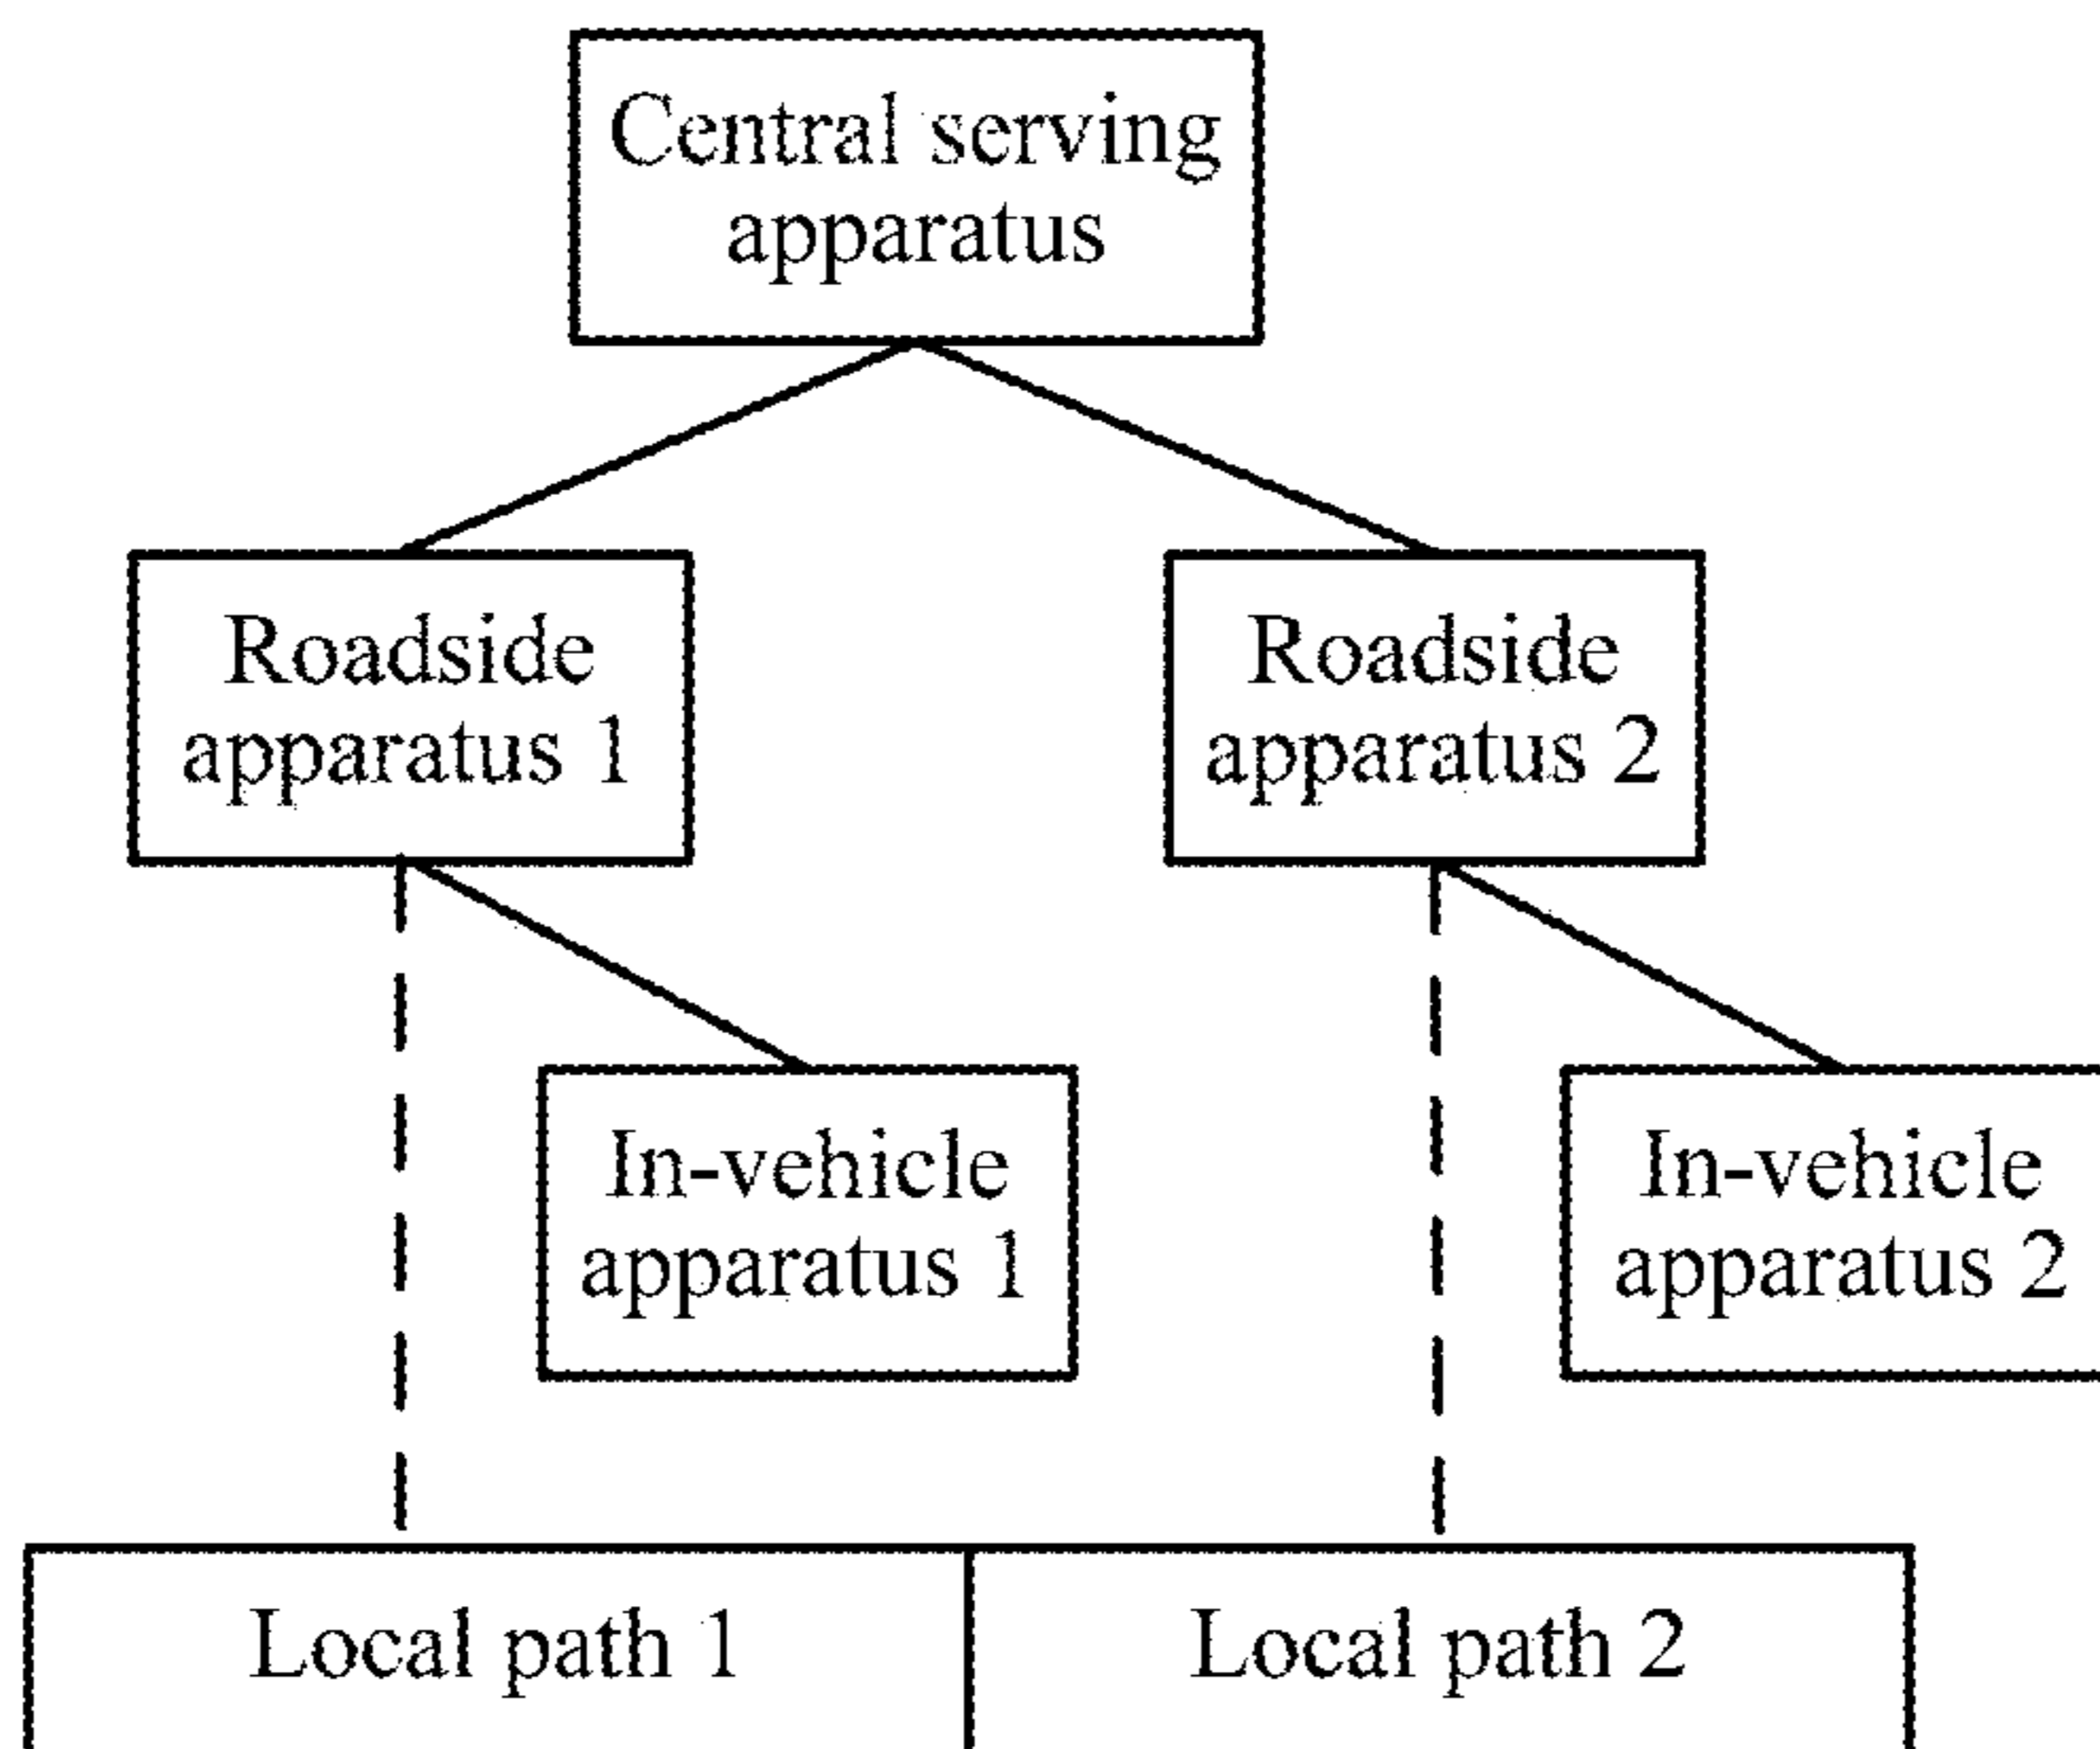 Central serving
apparatus
Roadside
apparatus 1
Roadside
apparatus 2
In-vehicle
apparatus 1
In-vehicle
apparatus 2
Local path 1
Local path 2